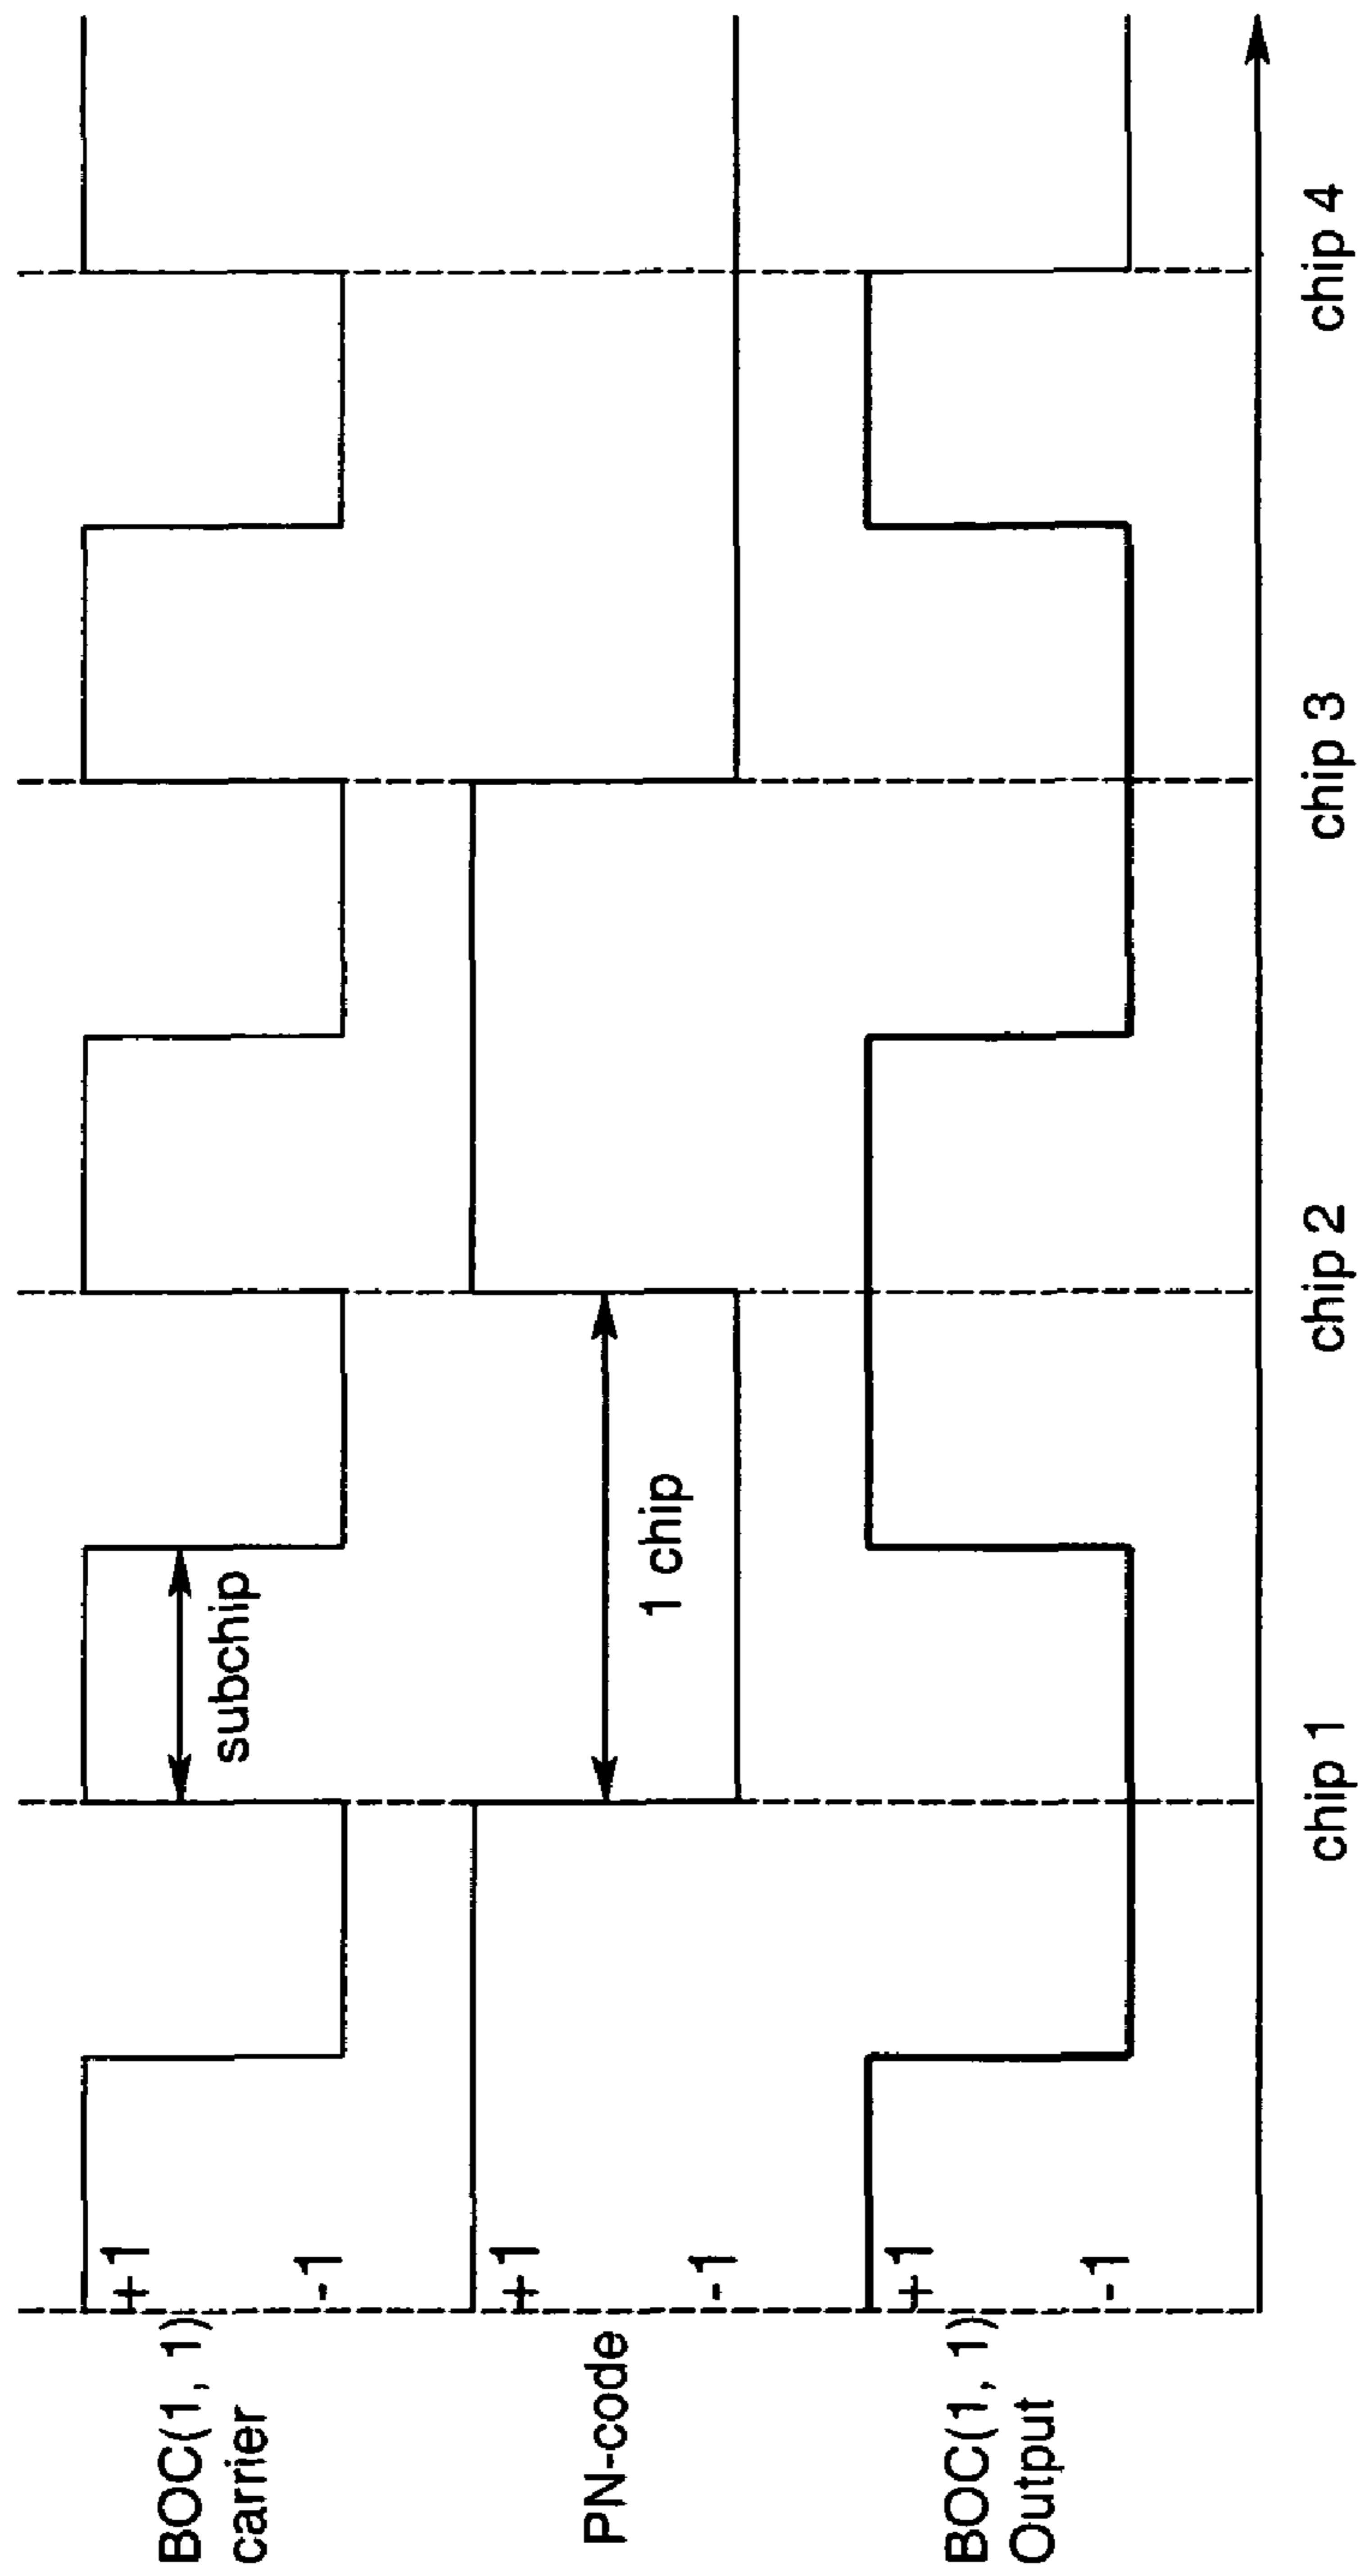 BOC(1, 1)
carrier
+1
-1
subchip
PN-code
+1
-1
1 chip
BOC(1, 1)
Output
+1
-1
chip 1
chip 2
chip 3
chip 4